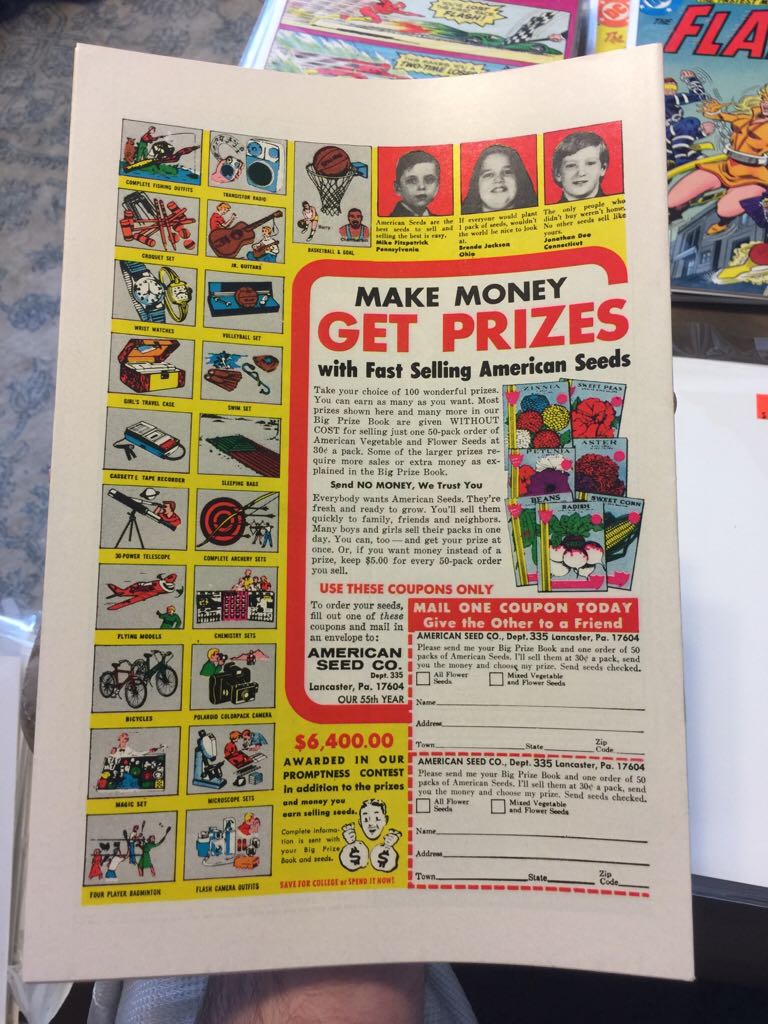 THE FLASH!
TWO-TIME
THE
FLA
COMPLETE FISHING OUTFITS
TRANSISTOR RADIO
CROQUET SET
JR. GUITARS
BASKETBALL & GOAL
WRIST WATCHES
VOLLEYBALL SET
GIRL'S TRAVEL CASE
SWIM SET
CASSETTE TAPE RECORDER
SLEEPING BAGS
30-POWER TELESCOPE
COMPLETE ARCHERY SETS
FLYING MODELS
CHEMISTRY SETS
BICYCLES
POLAROID COLORPACK CAMERA
MAGIC SET
MICROSCOPE SETS
FOUR PLAYER BADMINTON
FLASH CAMERA OUTFITS
American Seeds are the
best seeds to sell and
selling the best is easy.
Mike Fitzpatrick
Pennsylvania
If everyone would plant
1 pack of seeds, wouldn't
the world be nice to look
at.
Brenda Jackson
Ohio
The only people who
didn't buy weren't home.
No other seeds sell like
yours.
Jonathan Dee
Connecticut
MAKE MONEY
GET PRIZES
with Fast Selling American Seeds
Take your choice of 100 wonderful prizes.
You can earn as many as you want. Most
prizes shown here and many more in our
Big Prize Book are given WITHOUT
COST for selling just one 50-pack order of
American Vegetable and Flower Seeds at
30¢ a pack. Some of the larger prizes re-
quire more sales or extra money as ex-
plained in the Big Prize Book.
Send NO MONEY, We Trust You
Everybody wants American Seeds. They're
fresh and ready to grow. You'll sell them
quickly to family, friends and neighbors.
Many boys and girls sell their packs in one
day. You can, too — and get your prize at
once. Or, if you want money instead of a
prize, keep $5.00 for every 50-pack order
you sell.
ZINNIA
SWEET PEAS
PETUNIA
ASTER
BEANS
RADISH
SWEET CORN
USE THESE COUPONS ONLY
To order your seeds,
fill out one of these
coupons and mail in
an envelope to:
AMERICAN
SEED CO.
Dept. 335
Lancaster, Pa. 17604
OUR 55th YEAR
$6,400.00
AWARDED IN OUR
PROMPTNESS CONTEST
in addition to the prizes
and money you
earn selling seeds.
Complete informa-
tion is sent with
your Big Prize
Book and seeds.
$ $
SAVE FOR COLLEGE or SPEND IT NOW!
MAIL ONE COUPON TODAY
Give the Other to a Friend
AMERICAN SEED CO., Dept. 335 Lancaster, Pa. 17604
Please send me your Big Prize Book and one order of 50
packs of American Seeds. I'll sell them at 30¢ a pack, send
you the money and choose my prize. Send seeds checked.
All Flower Seeds
Mixed Vegetable and Flower Seeds
Name
Address
Town State Zip Code
AMERICAN SEED CO., Dept. 335 Lancaster, Pa. 17604
Please send me your Big Prize Book and one order of 50
packs of American Seeds. I'll sell them at 30¢ a pack, send
you the money and choose my prize. Send seeds checked.
All Flower Seeds
Mixed Vegetable and Flower Seeds
Name
Address
Town State Zip Code